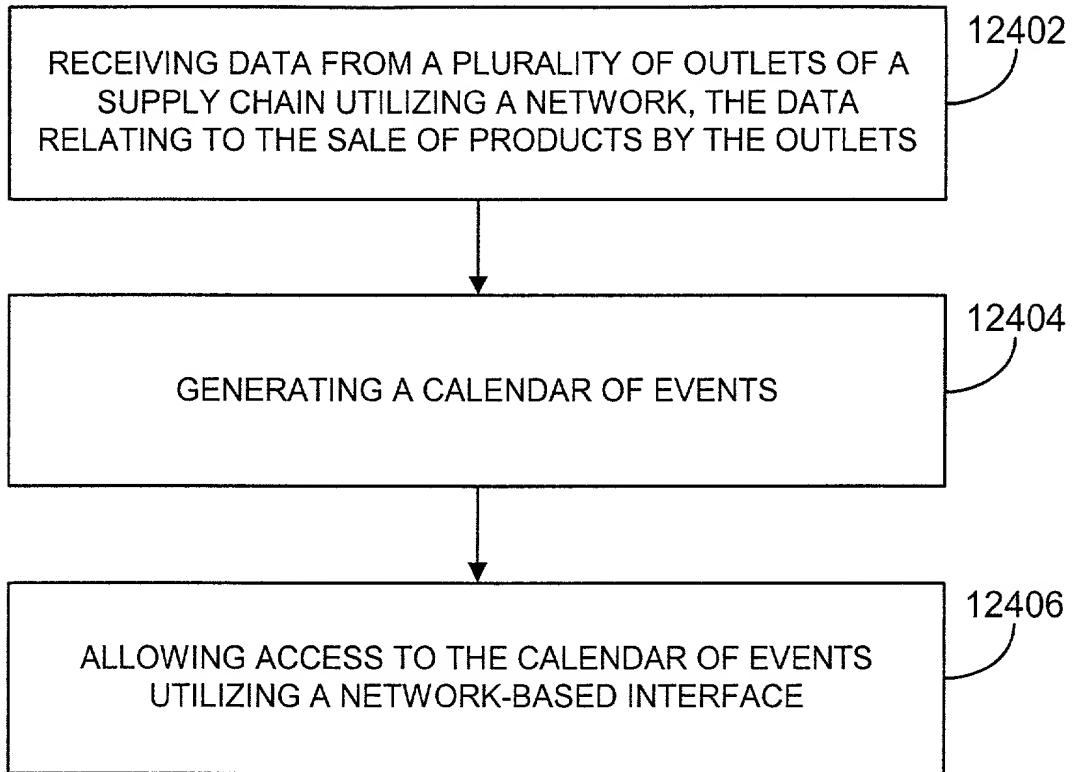 12402
RECEIVING DATA FROM A PLURALITY OF OUTLETS OF A
SUPPLY CHAIN UTILIZING A NETWORK, THE DATA
RELATING TO THE SALE OF PRODUCTS BY THE OUTLETS
12404
GENERATING A CALENDAR OF EVENTS
12406
ALLOWING ACCESS TO THE CALENDAR OF EVENTS
UTILIZING A NETWORK-BASED INTERFACE